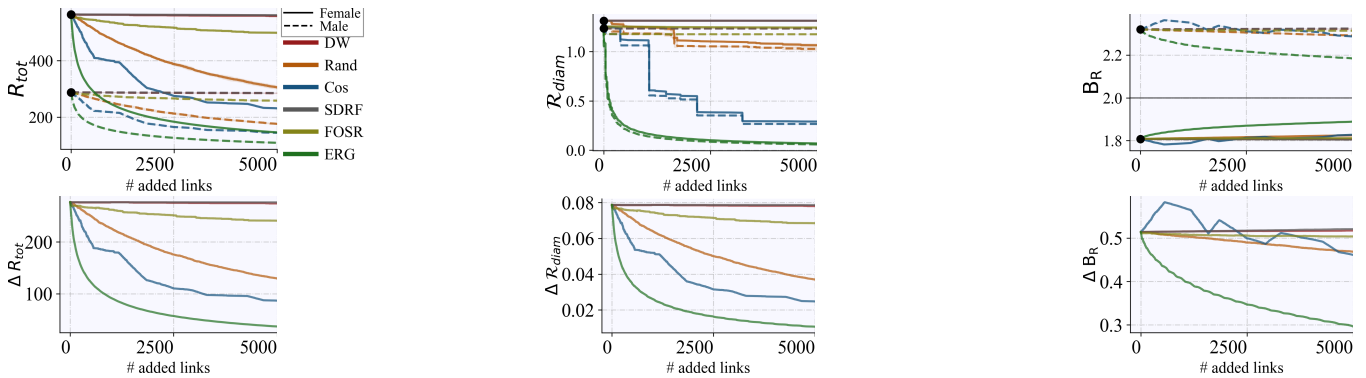 R_tot
400
200
0
2500
5000
# added links
Female
Male
DW
Rand
Cos
SDRF
FOSR
ERG
R_diam
1.0
0.5
0.0
0
2500
5000
# added links
B_R
2.2
2.0
1.8
0
2500
5000
# added links
Δ R_tot
200
100
0
2500
5000
# added links
Δ R_diam
0.08
0.06
0.04
0.02
0
2500
5000
# added links
Δ B_R
0.5
0.4
0.3
0
2500
5000
# added links